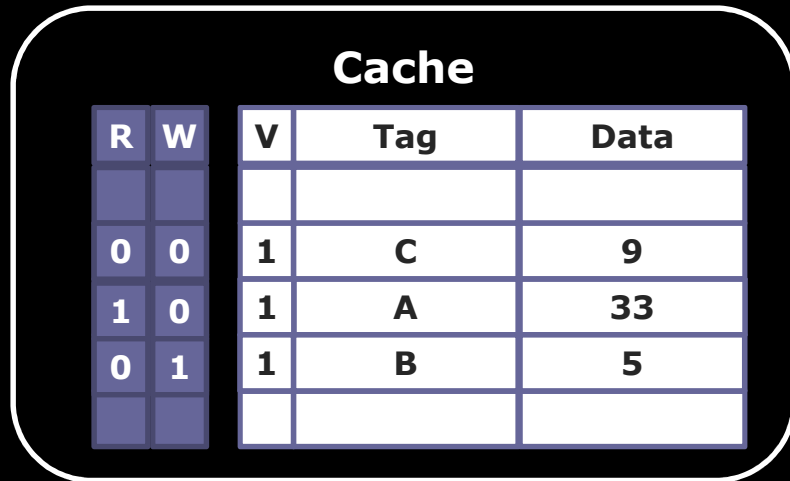 Cache
R W V Tag Data
0 0 1 C 9
1 0 1 A 33
0 1 1 B 5